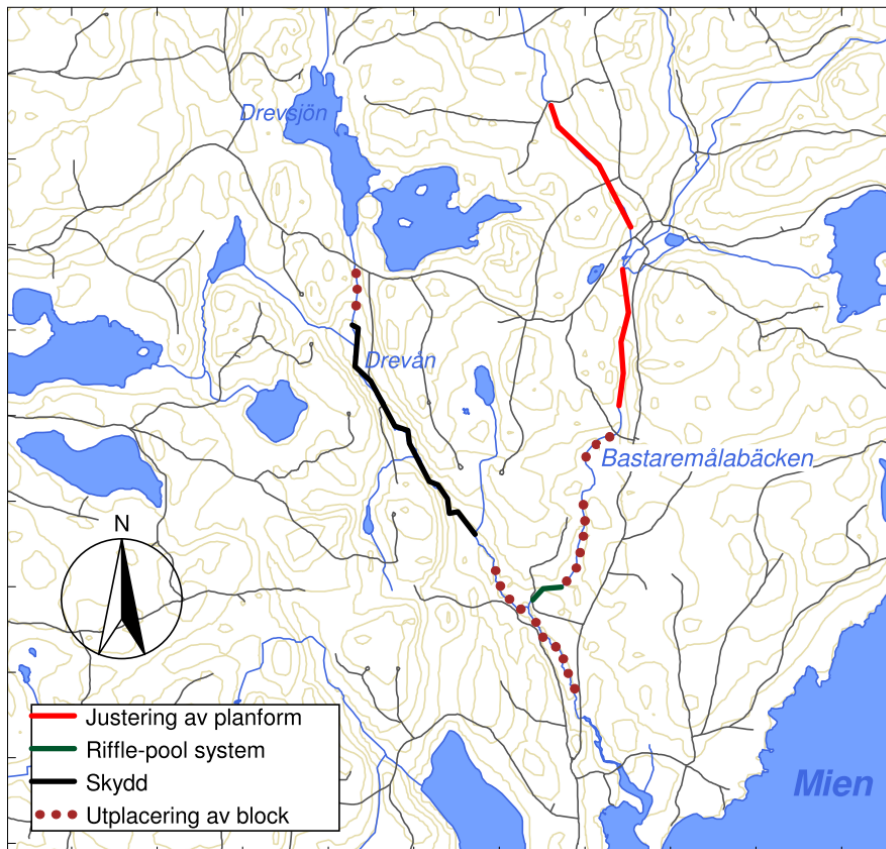 Drevsjön
Drevån
Bastaremålabäcken
N
Mien
Justering av planform
Riffle-pool system
Skydd
Utplacering av block